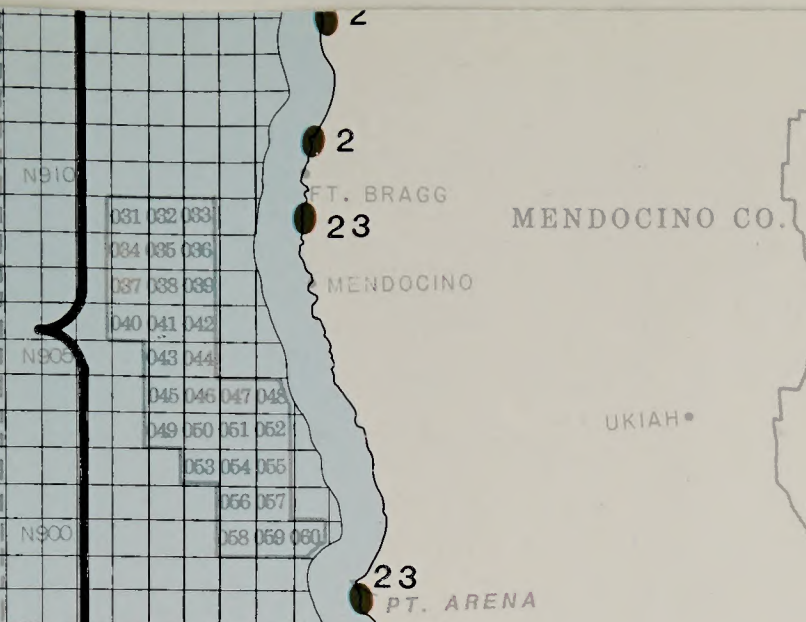 2
2
N910
FT. BRAGG
031 032 033
23
MENDOCINO CO.
034 035 036
037 038 039
MENDOCINO
040 041 042
N905
043 044
045 046 047 048
UKIAH
049 050 051 052
053 054 055
056 057
N900
058 059 060
23
PT. ARENA